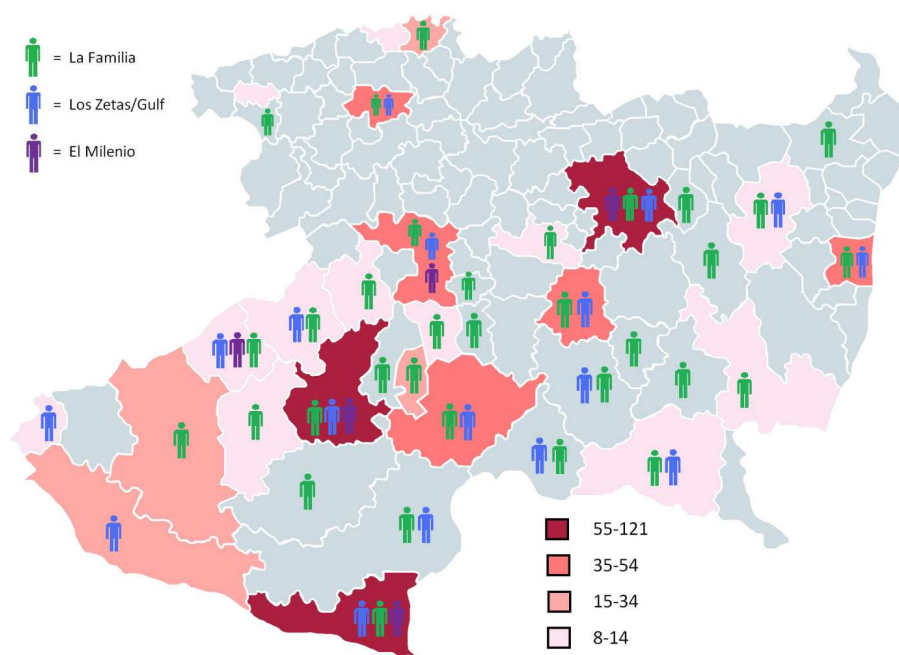 = La Familia
= Los Zetas/Gulf
= El Milenio
55-121
35-54
15-34
8-14